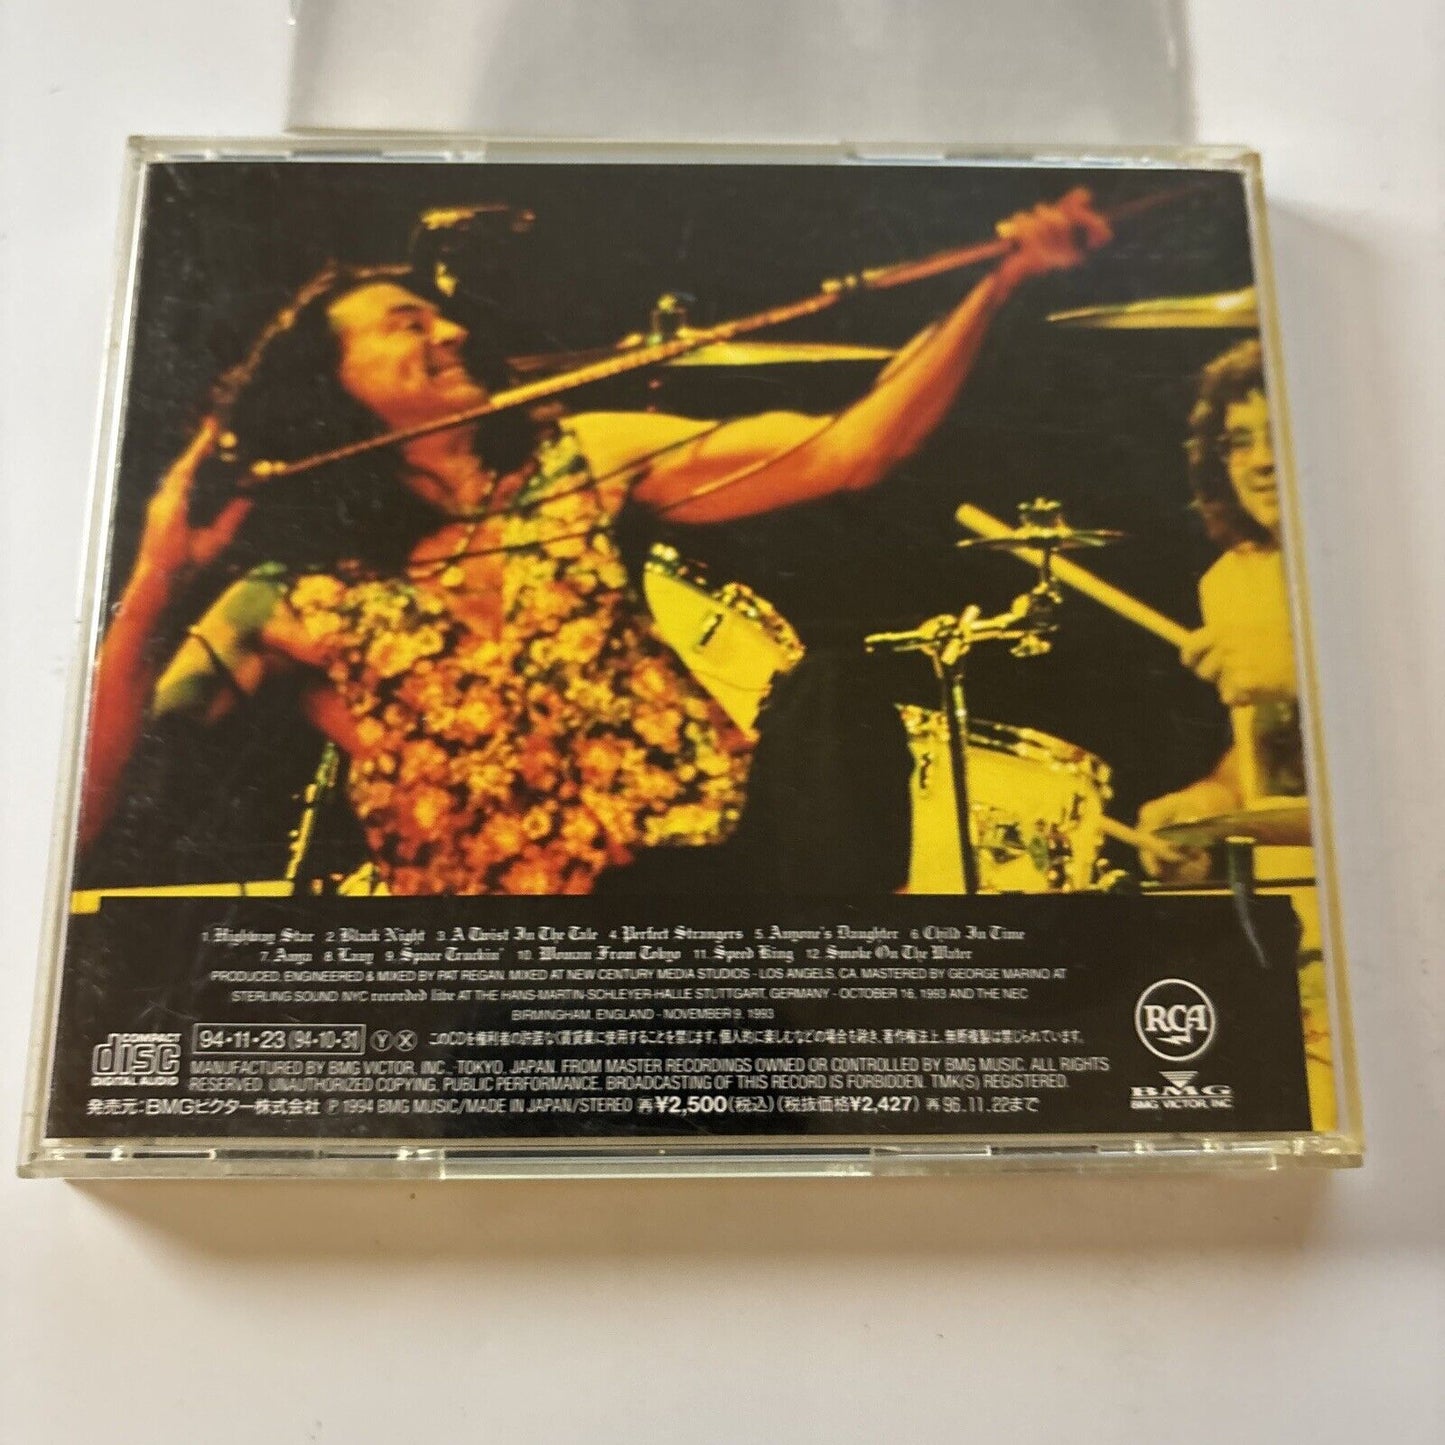 1. Highway Star 2. Black Night 3. A Twist In The Tale 4. Perfect Strangers 5. Anyone's Daughter 6. Child In Time
7. Anya 8. Lazy 9. Space Truckin' 10. Woman From Tokyo 11. Speed King 12. Smoke On The Water
PRODUCED, ENGINEERED & MIXED BY PAT REGAN. MIXED AT NEW CENTURY MEDIA STUDIOS - LOS ANGELS, CA. MASTERED BY GEORGE MARINO AT
STERLING SOUND NYC recorded live AT THE HANS-MARTIN-SCHLEYER-HALLE STUTTGART, GERMANY - OCTOBER 16, 1993 AND THE NEC
BIRMINGHAM, ENGLAND - NOVEMBER 9, 1993
COMPACT
disc
DIGITAL AUDIO
94・11・23 (94・10・31) Y X このCDを権利者の許諾なく賃貸業に使用することを禁じます。個人的に楽しむなどの場合を除き、著作権法上、無断複製は禁じられています。
MANUFACTURED BY BMG VICTOR, INC., TOKYO, JAPAN. FROM MASTER RECORDINGS OWNED OR CONTROLLED BY BMG MUSIC. ALL RIGHTS
RESERVED. UNAUTHORIZED COPYING, PUBLIC PERFORMANCE, BROADCASTING OF THIS RECORD IS FORBIDDEN. TMK(S) REGISTERED.
発売元:BMGビクター株式会社 Ⓟ1994 BMG MUSIC/MADE IN JAPAN/STEREO 再¥2,500(税込)(税抜価格¥2,427) 再96.11.22まで
RCA
BMG
BMG VICTOR, INC.